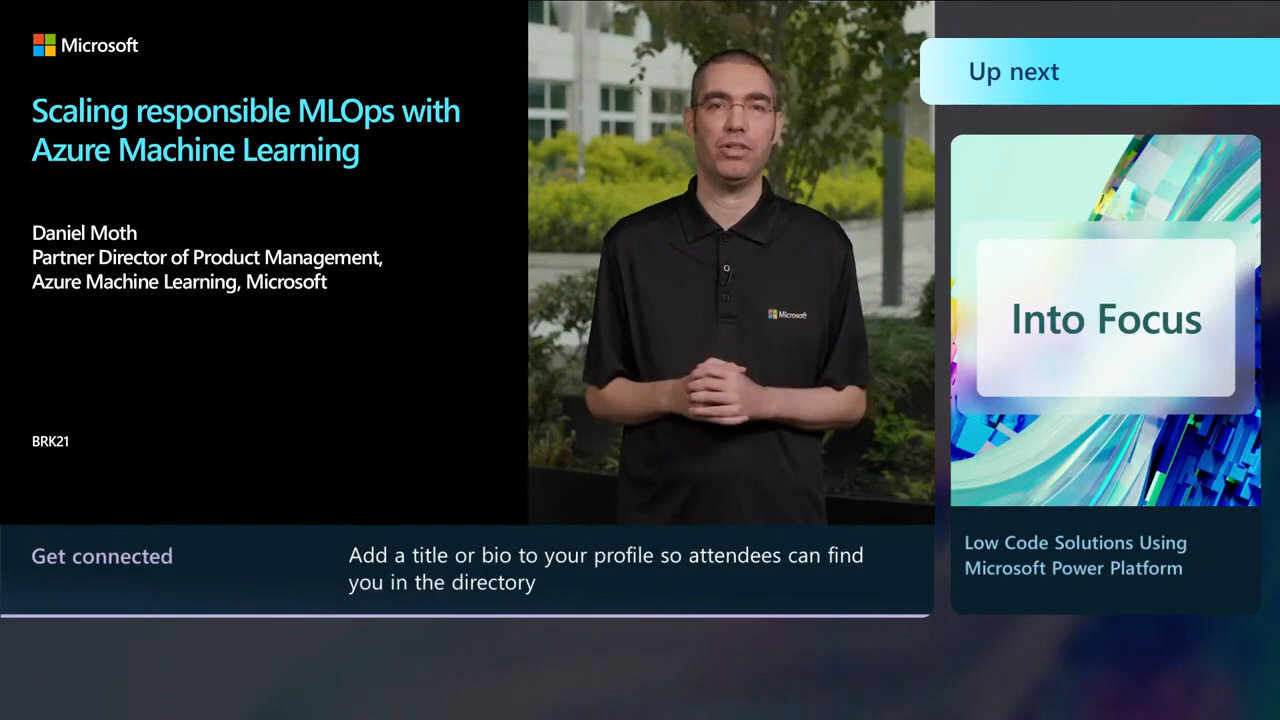 Microsoft
Scaling responsible MLOps with
Azure Machine Learning
Daniel Moth
Partner Director of Product Management,
Azure Machine Learning, Microsoft
BRK21
Microsoft
Get connected
Add a title or bio to your profile so attendees can find
you in the directory
Up next
Into Focus
Low Code Solutions Using
Microsoft Power Platform